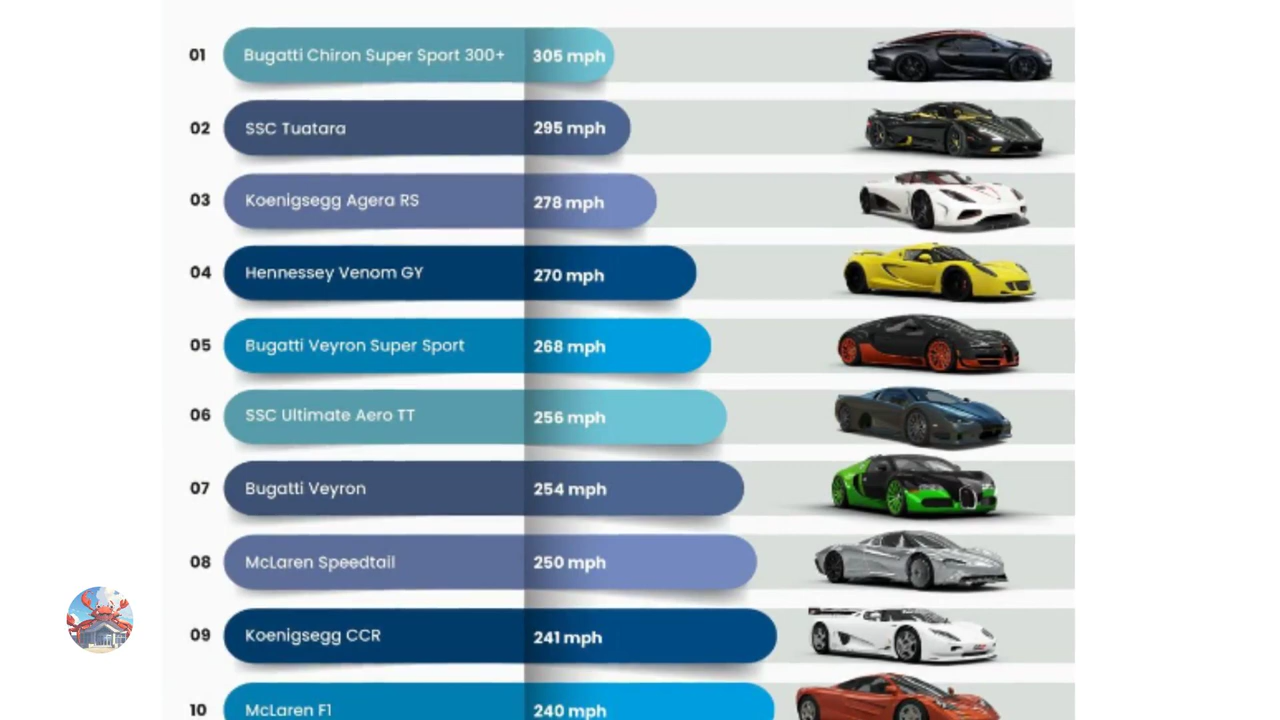 01 Bugatti Chiron Super Sport 300+ 305 mph
02 SSC Tuatara 295 mph
03 Koenigsegg Agera RS 278 mph
04 Hennessey Venom GY 270 mph
05 Bugatti Veyron Super Sport 268 mph
06 SSC Ultimate Aero TT 256 mph
07 Bugatti Veyron 254 mph
08 McLaren Speedtail 250 mph
09 Koenigsegg CCR 241 mph
10 McLaren F1 240 mph